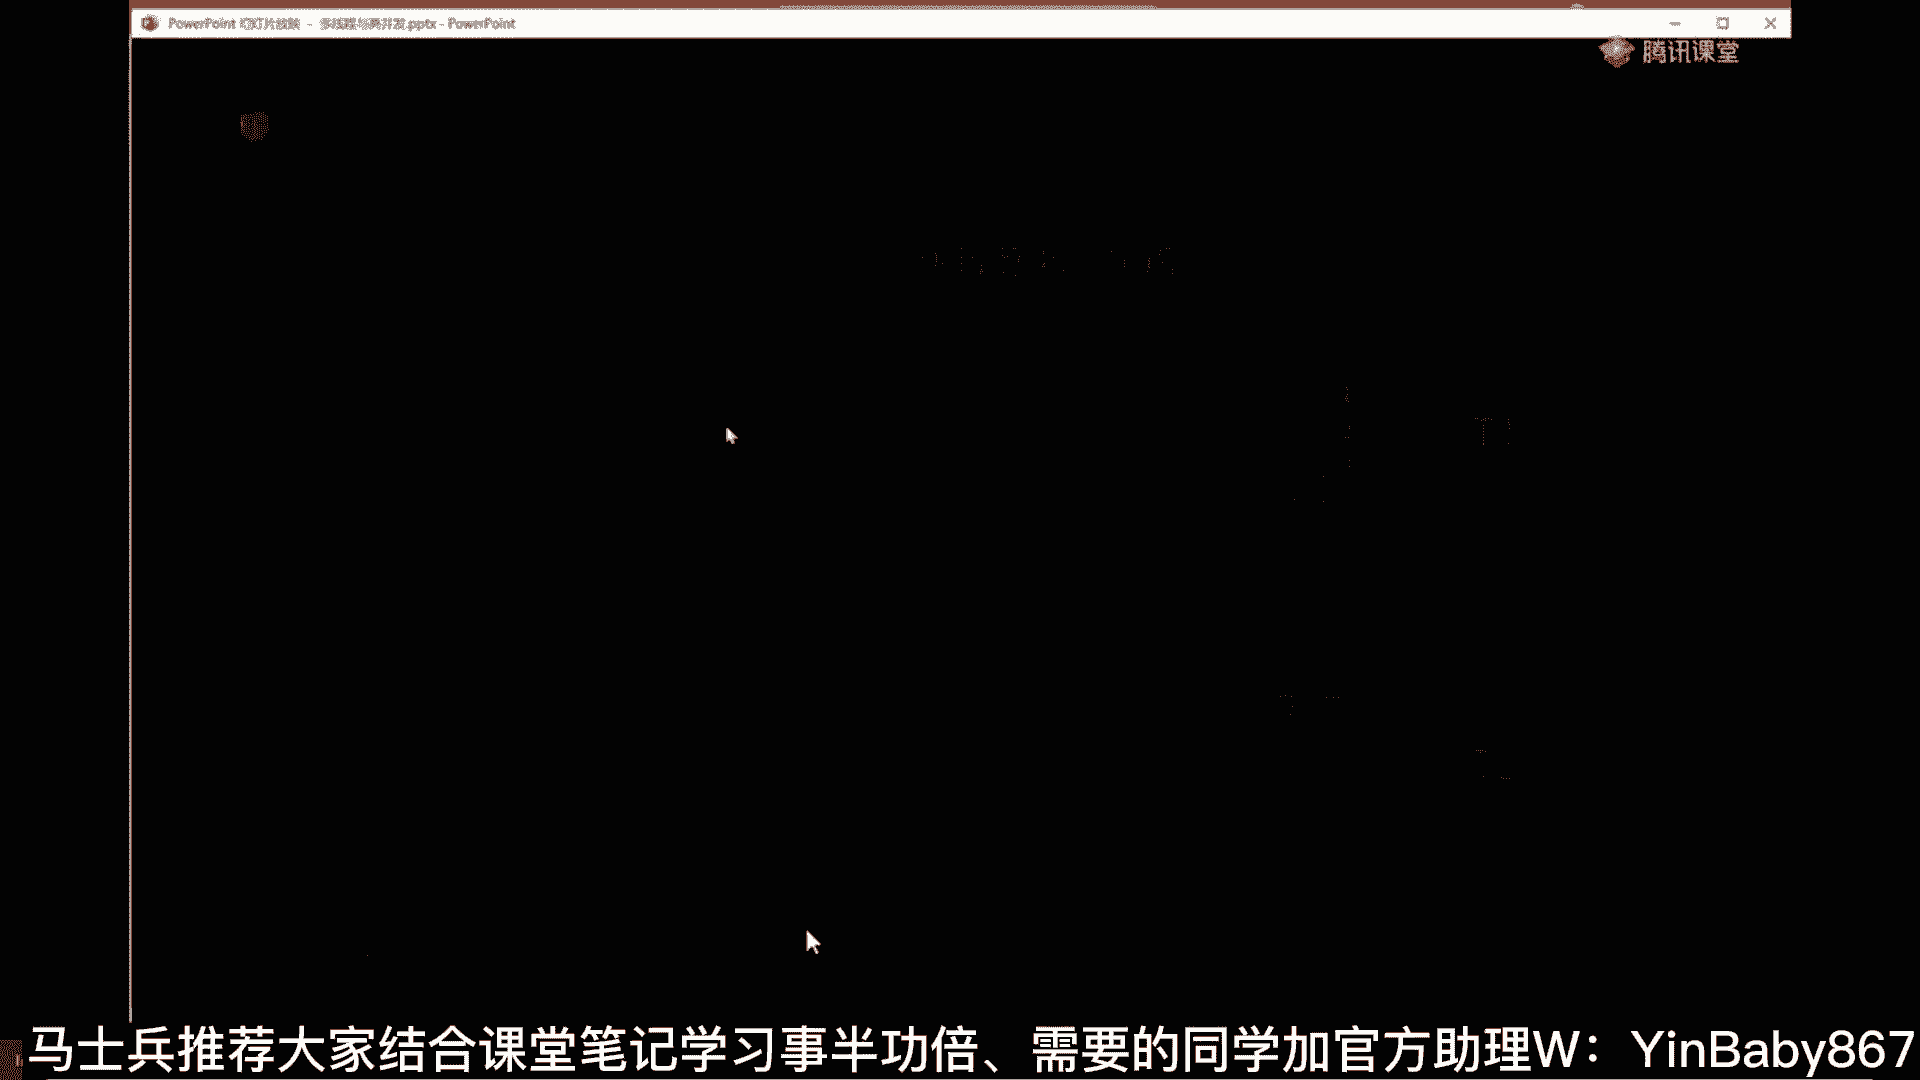 PowerPoint 幻灯片放映 - 多线程与高并发.pptx - PowerPoint
腾讯课堂
马士兵推荐大家结合课堂笔记学习事半功倍、需要的同学加官方助理W：YinBaby867